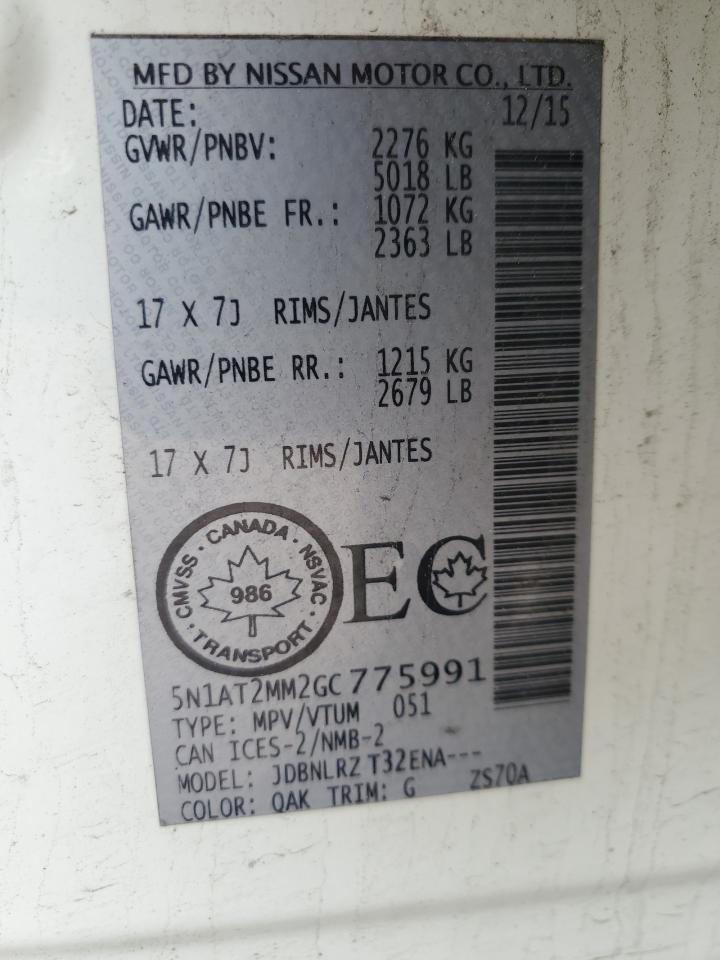 MFD BY NISSAN MOTOR CO., LTD.
DATE: 12/15
GVWR/PNBV: 2276 KG
5018 LB
GAWR/PNBE FR.: 1072 KG
2363 LB
17 X 7J RIMS/JANTES
GAWR/PNBE RR.: 1215 KG
2679 LB
17 X 7J RIMS/JANTES
CMVSS · CANADA · NSVAC · TRANSPORT ·
986
EC
5N1AT2MM2GC775991
TYPE: MPV/VTUM 051
CAN ICES-2/NMB-2
MODEL: JDBNLRZ T32ENA---
COLOR: QAK TRIM: G ZS70A